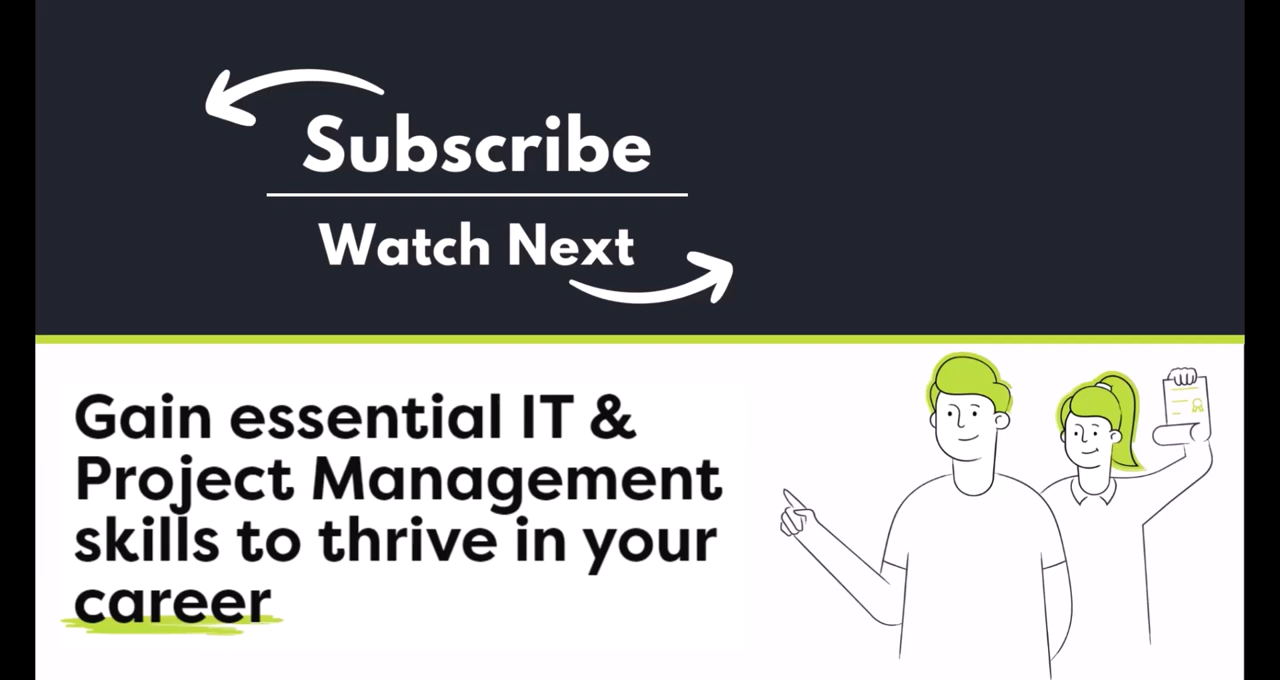 Subscribe
Watch Next
Gain essential IT &
Project Management
skills to thrive in your
career